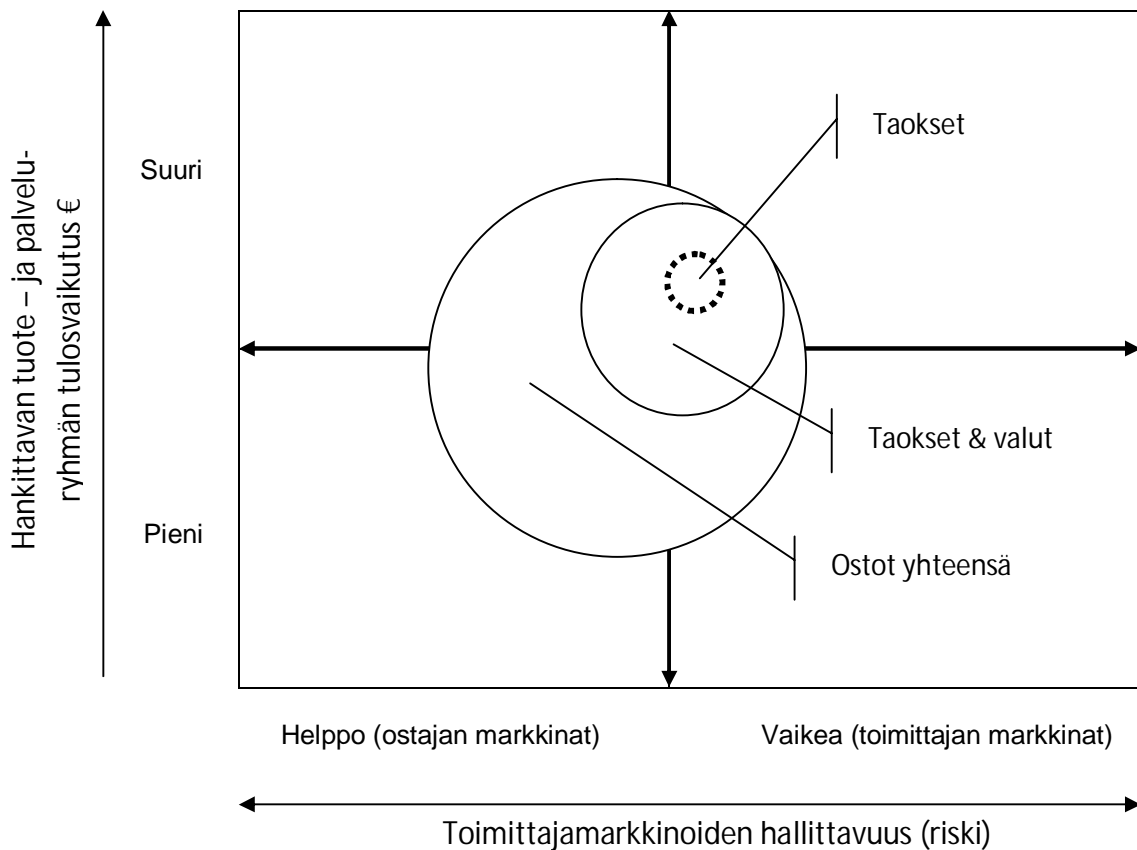 Hankittavan tuote – ja palvelu-
ryhmän tulosvaikutus €
Suuri
Pieni
Taokset
Taokset & valut
Ostot yhteensä
Helppo (ostajan markkinat)
Vaikea (toimittajan markkinat)
Toimittajamarkkinoiden hallittavuus (riski)